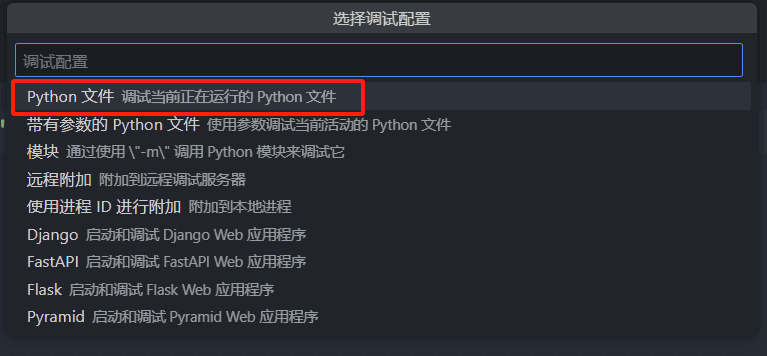 选择调试配置
调试配置
Python 文件 调试当前正在运行的 Python 文件
带有参数的 Python 文件 使用参数调试当前活动的 Python 文件
模块 通过使用 \"-m\" 调用 Python 模块来调试它
远程附加 附加到远程调试服务器
使用进程 ID 进行附加 附加到本地进程
Django 启动和调试 Django Web 应用程序
FastAPI 启动和调试 FastAPI Web 应用程序
Flask 启动和调试 Flask Web 应用程序
Pyramid 启动和调试 Pyramid Web 应用程序